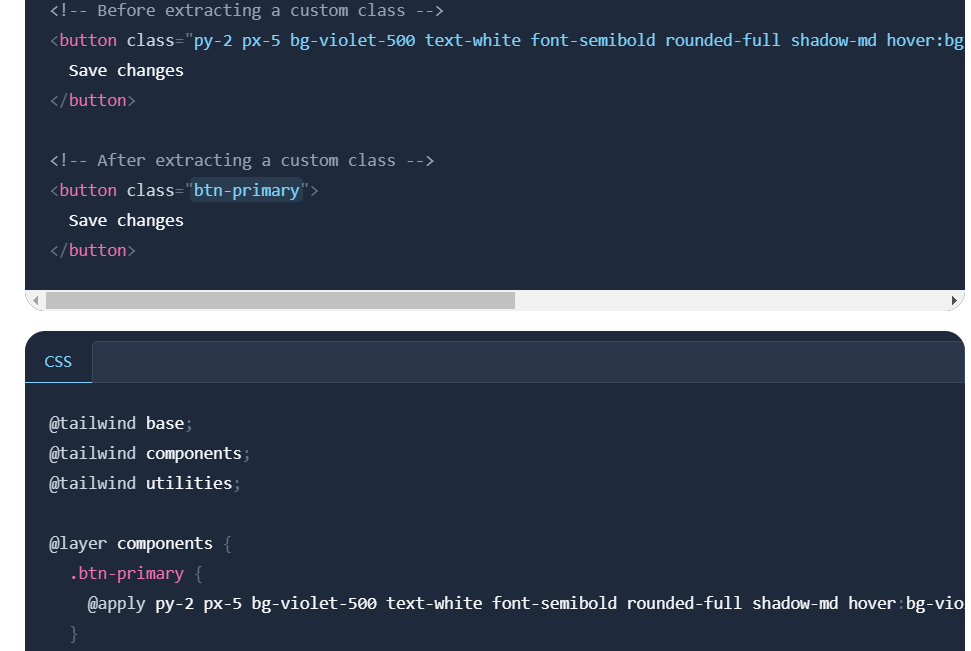 <!-- Before extracting a custom class -->
<button class="py-2 px-5 bg-violet-500 text-white font-semibold rounded-full shadow-md hover:bg
Save changes
</button>
<!-- After extracting a custom class -->
<button class="btn-primary">
Save changes
</button>
CSS
@tailwind base;
@tailwind components;
@tailwind utilities;
@layer components {
.btn-primary {
@apply py-2 px-5 bg-violet-500 text-white font-semibold rounded-full shadow-md hover:bg-vio
}